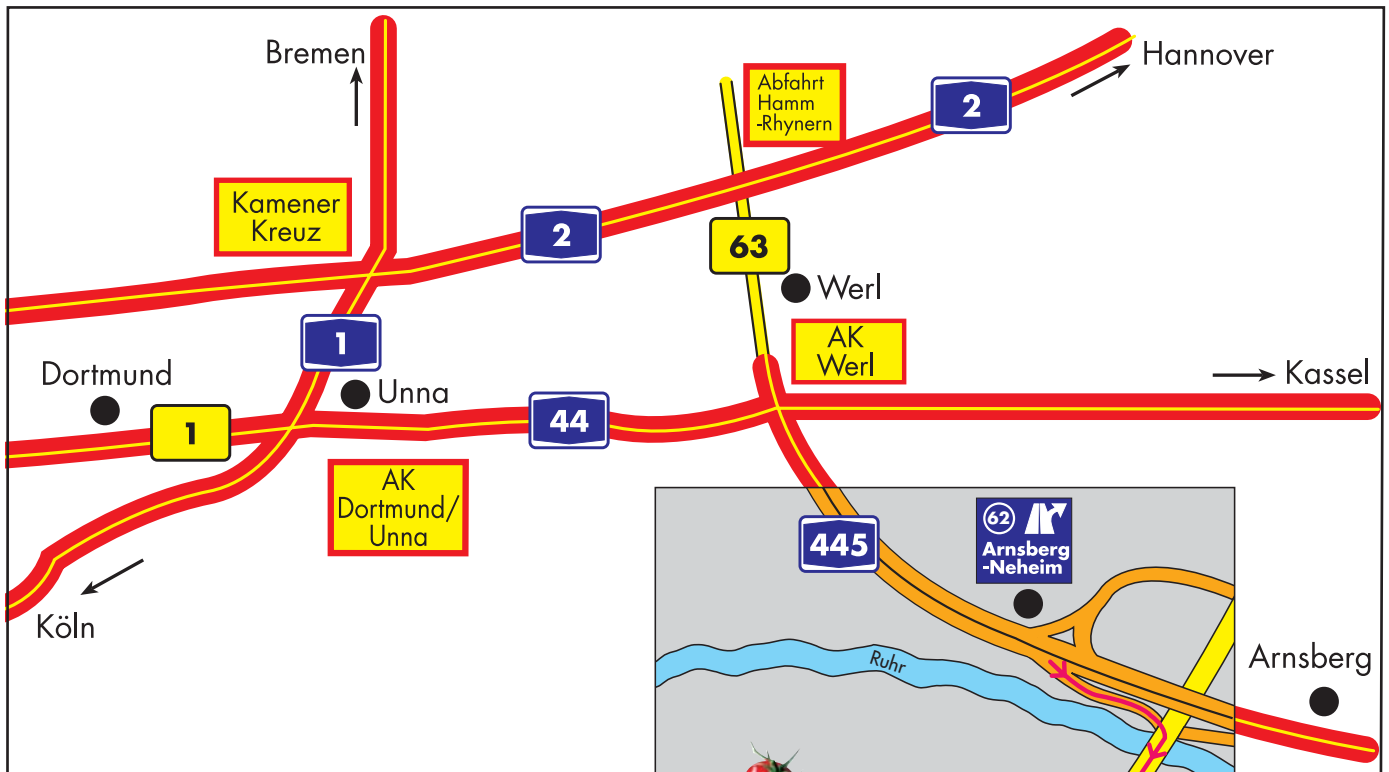 Bremen
Hannover
Abfahrt
Hamm
-Rhynern
2
Kamener
Kreuz
2
63
Werl
1
AK
Werl
Dortmund
Unna
Kassel
1
44
AK
Dortmund/
Unna
445
62
Arnsberg
-Neheim
Köln
Ruhr
Arnsberg